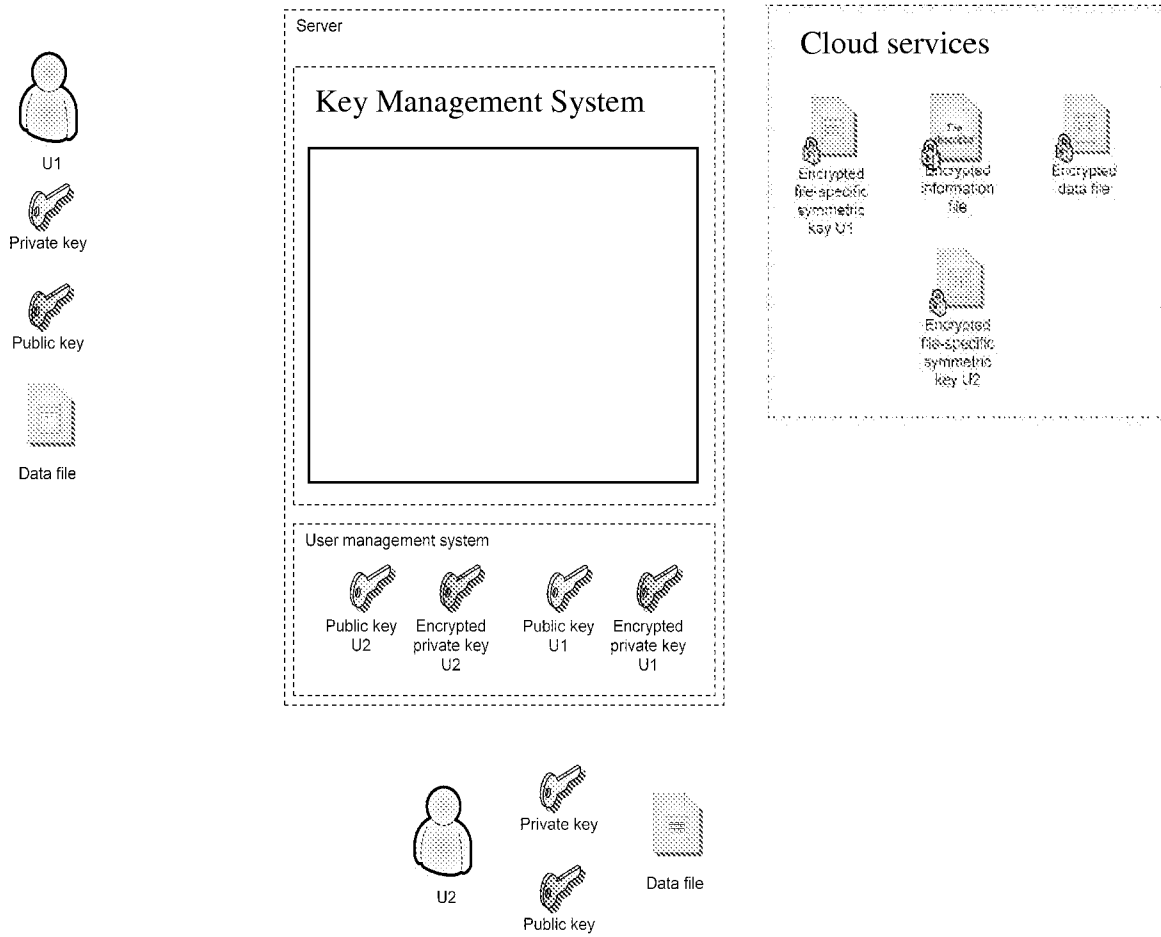 Server
Cloud services
Key Management System
U1
Private key
Public key
Data file
Encrypted
file-specific
symmetric
key U1
Encrypted
information
file
Encrypted
data file
Encrypted
file-specific
symmetric
key U2
User management system
Public key
U2
Encrypted
private key
U2
Public key
U1
Encrypted
private key
U1
U2
Private key
Public key
Data file